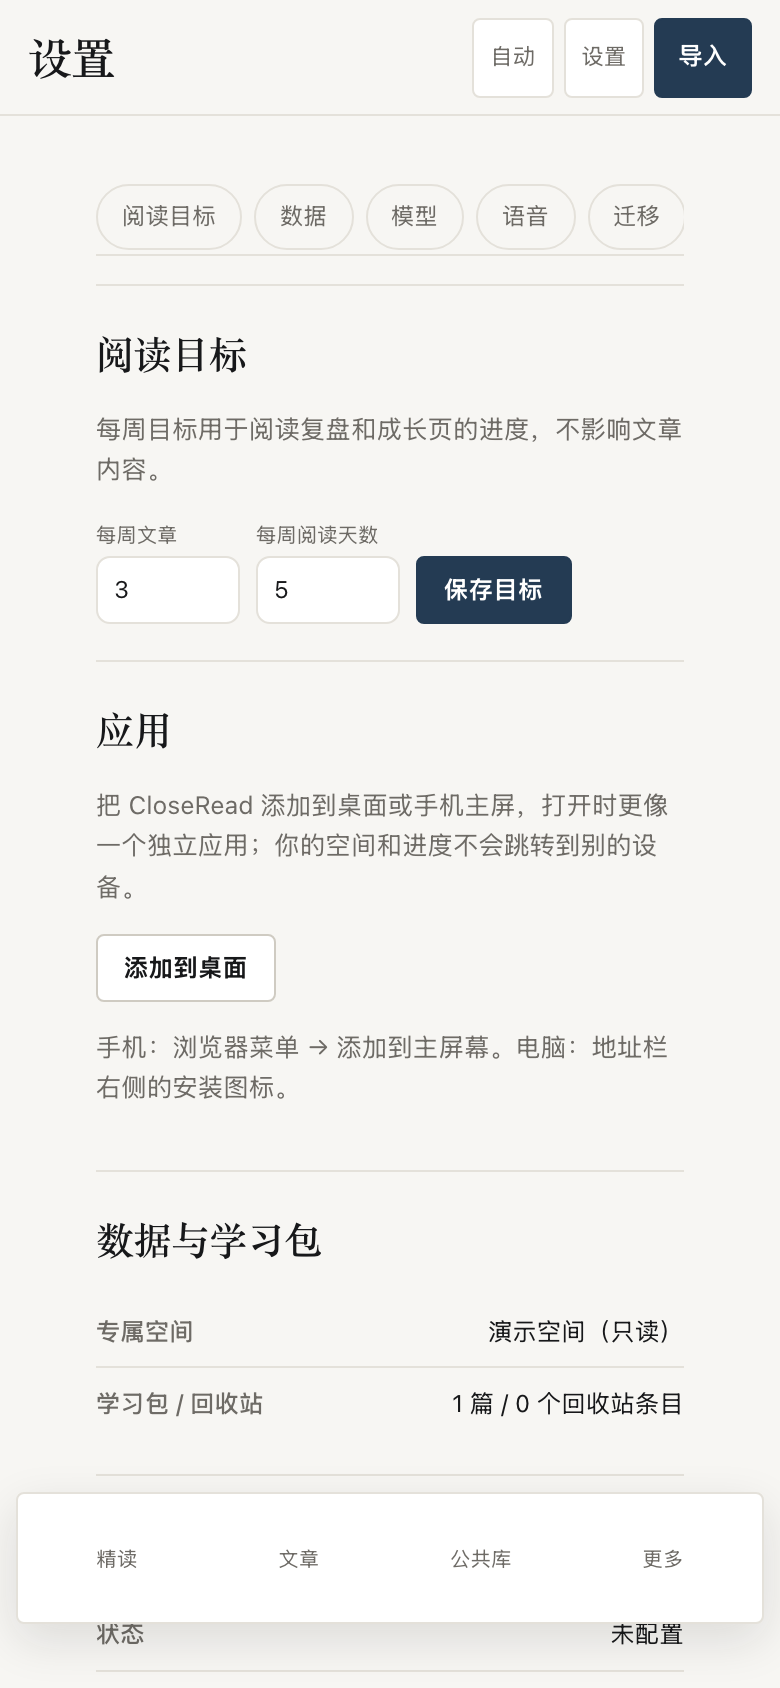 设置
自动
设置
导入
阅读目标
数据
模型
语音
迁移
阅读目标
每周目标用于阅读复盘和成长页的进度，不影响文章
内容。
每周文章
每周阅读天数
3
5
保存目标
应用
把 CloseRead 添加到桌面或手机主屏，打开时更像
一个独立应用；你的空间和进度不会跳转到别的设
备。
添加到桌面
手机：浏览器菜单 → 添加到主屏幕。电脑：地址栏
右侧的安装图标。
数据与学习包
专属空间
演示空间（只读）
学习包 / 回收站
1 篇 / 0 个回收站条目
精读
文章
公共库
更多
状态
未配置